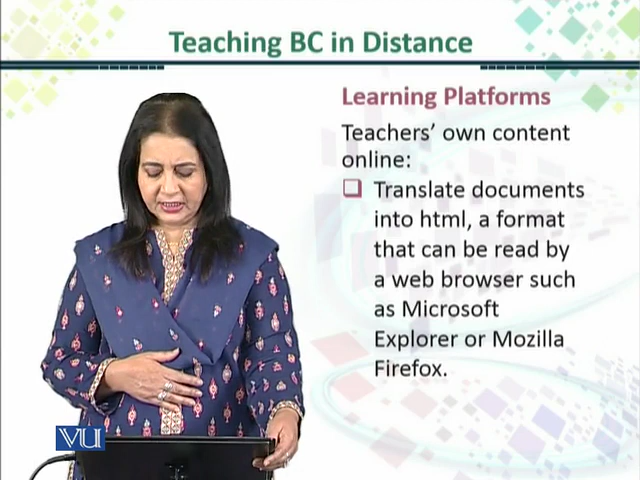 Teaching BC in Distance
Learning Platforms
Teachers' own content
online:
Translate documents
into html, a format
that can be read by
a web browser such
as Microsoft
Explorer or Mozilla
Firefox.
VU